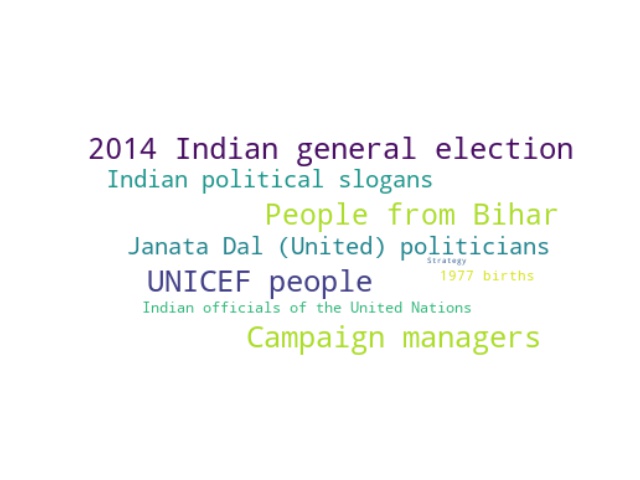 2014 Indian general election
Indian political slogans
People from Bihar
Janata Dal (United) politicians
Strategy
UNICEF people
1977 births
Indian officials of the United Nations
Campaign managers